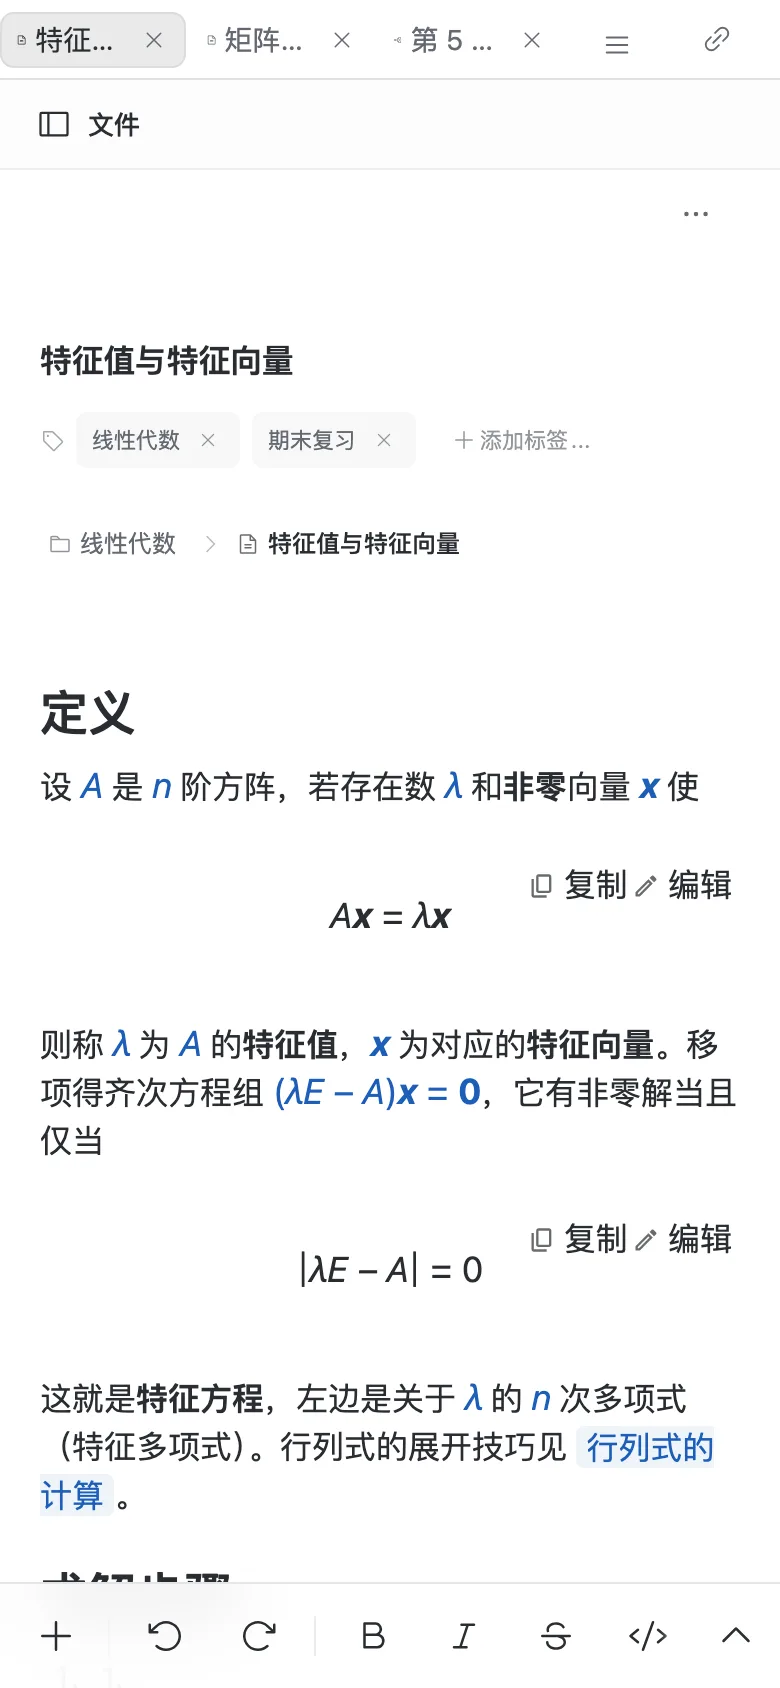 特征...
矩阵...
第 5 ...
文件
特征值与特征向量
线性代数
期末复习
添加标签...
线性代数
特征值与特征向量
定义
设 A 是 n 阶方阵，若存在数 λ 和非零向量 x 使
复制 编辑
Ax = λx
则称 λ 为 A 的特征值，x 为对应的特征向量。移
项得齐次方程组 (λE − A)x = 0，它有非零解当且
仅当
复制 编辑
|λE − A| = 0
这就是特征方程，左边是关于 λ 的 n 次多项式
（特征多项式）。行列式的展开技巧见 行列式的
计算 。